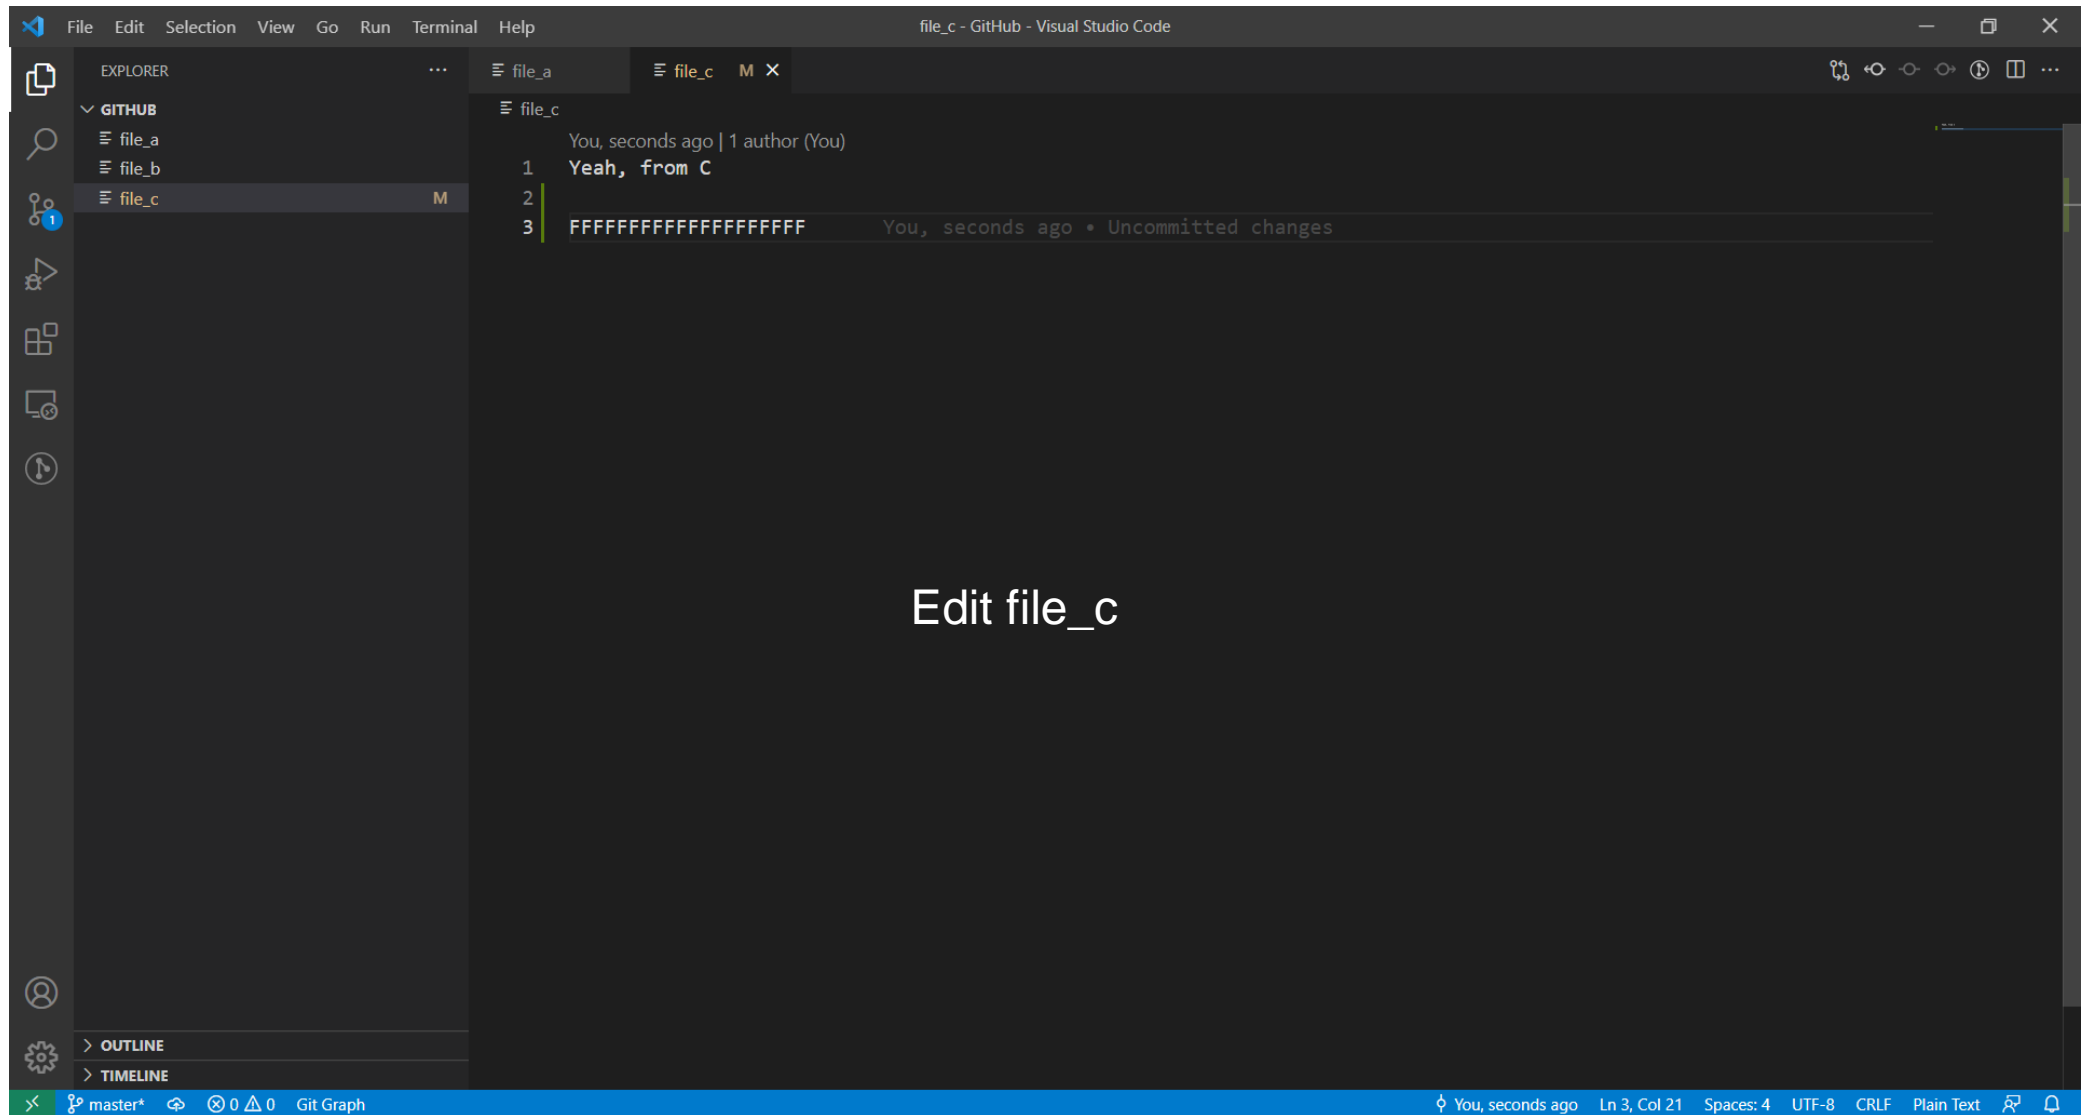 File Edit Selection View Go Run Terminal Help
file_c - GitHub - Visual Studio Code
EXPLORER
GITHUB
file_a
file_b
file_c M
1
file_a
file_c M
file_c
You, seconds ago | 1 author (You)
1 Yeah, from C
2
3 FFFFFFFFFFFFFFFFFFFF You, seconds ago • Uncommitted changes
Edit file_c
OUTLINE
TIMELINE
master* 0 0 Git Graph
You, seconds ago Ln 3, Col 21 Spaces: 4 UTF-8 CRLF Plain Text